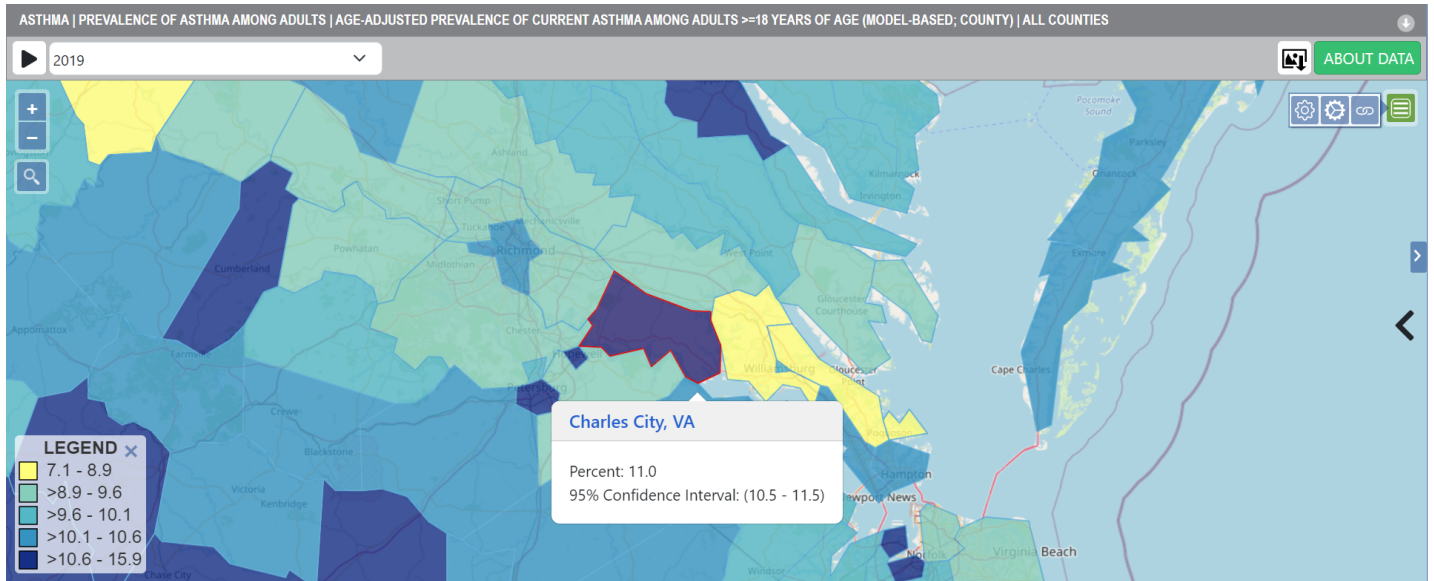 ASTHMA | PREVALENCE OF ASTHMA AMONG ADULTS | AGE-ADJUSTED PREVALENCE OF CURRENT ASTHMA AMONG ADULTS >=18 YEARS OF AGE (MODEL-BASED; COUNTY) | ALL COUNTIES
2019
ABOUT DATA
+
−
Pocomoke
Sound
Parksley
Ashland
Onancock
Kilmarnock
Irvington
Short Pump
Mechanicsville
Tuckahoe
Richmond
Powhatan
West Point
Exmore
Midlothian
Cumberland
Gloucester
Courthouse
Appomattox
Chester
Farmville
Hopewell
Williamsburg
Gloucester
Point
Cape Charles
Petersburg
Crewe
Charles City, VA
Poquoson
Percent: 11.0
95% Confidence Interval: (10.5 - 11.5)
Blackstone
Hampton
Newport News
Victoria
Kenbridge
Norfolk
Virginia Beach
Windsor
Chase City
LEGEND
7.1 - 8.9
>8.9 - 9.6
>9.6 - 10.1
>10.1 - 10.6
>10.6 - 15.9